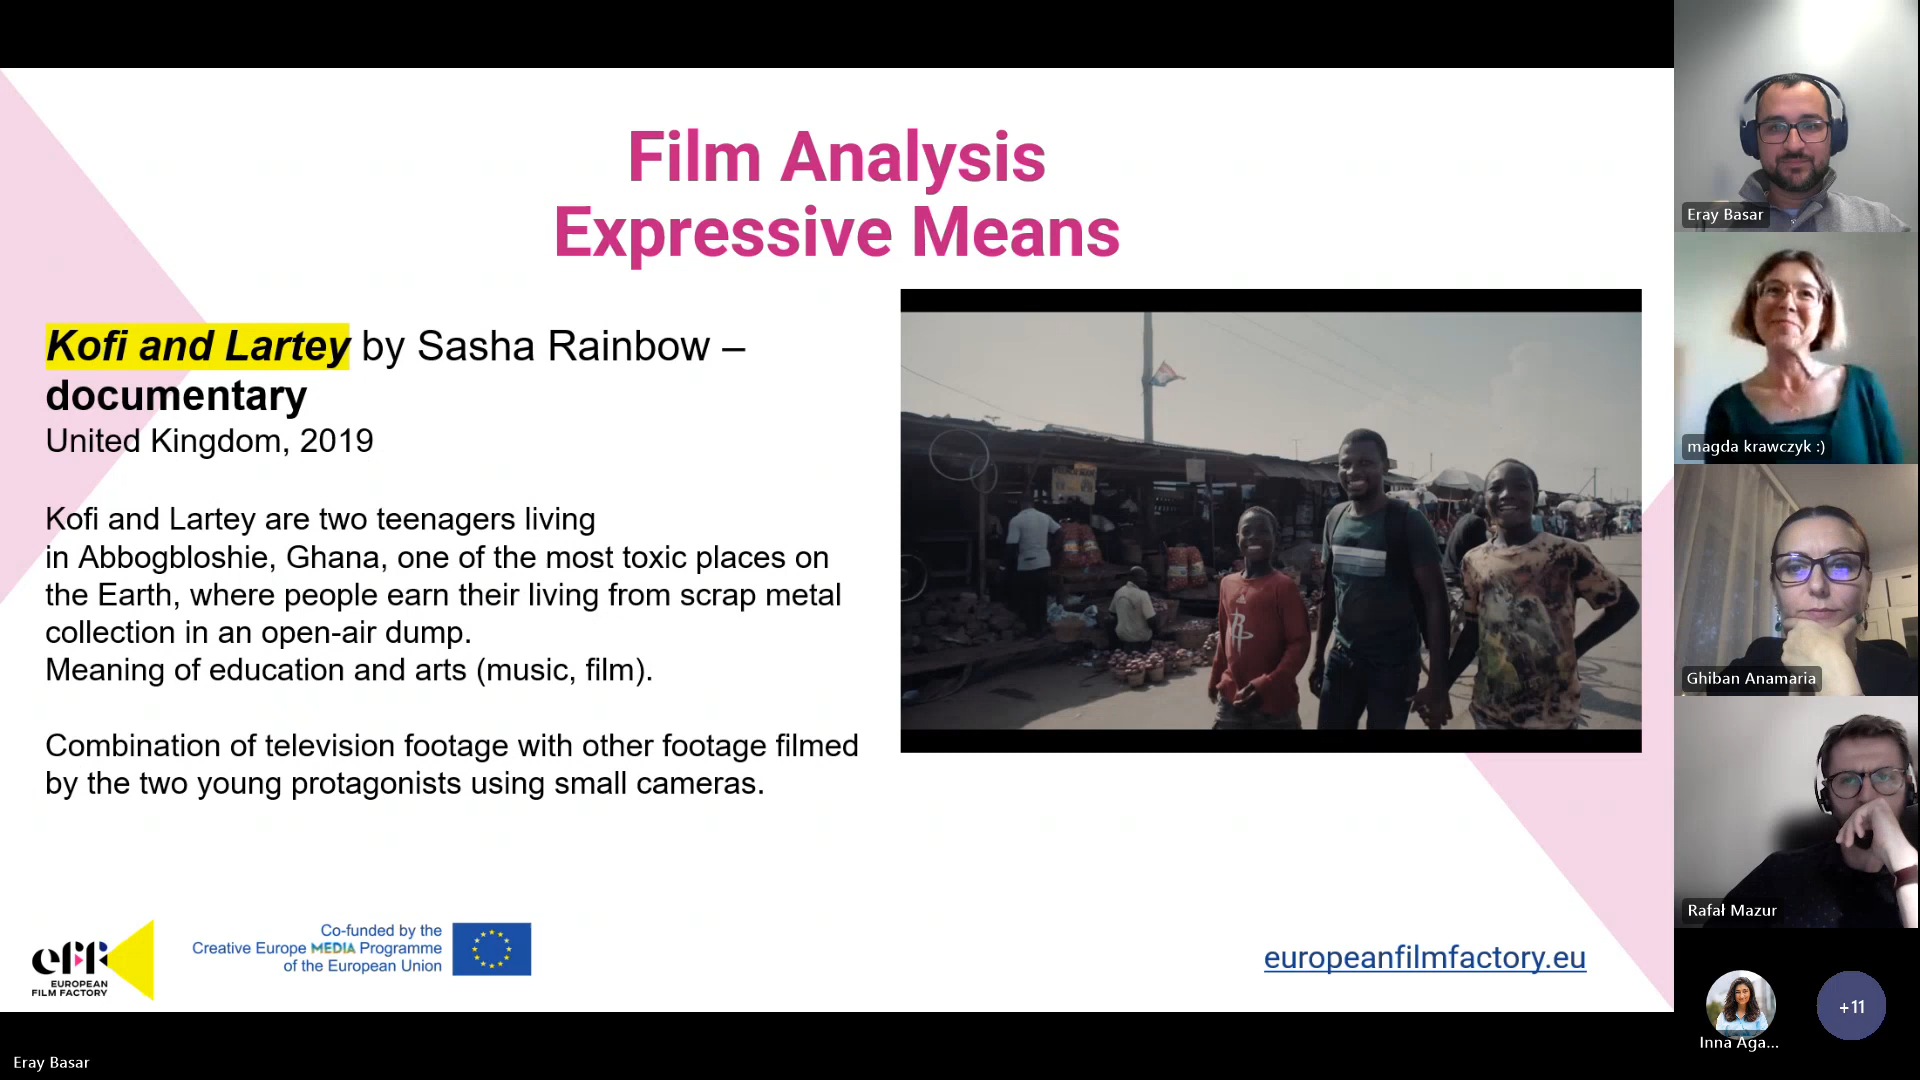 Film Analysis
Expressive Means
Kofi and Lartey by Sasha Rainbow –
documentary
United Kingdom, 2019
Kofi and Lartey are two teenagers living
in Abbogbloshie, Ghana, one of the most toxic places on
the Earth, where people earn their living from scrap metal
collection in an open-air dump.
Meaning of education and arts (music, film).
Combination of television footage with other footage filmed
by the two young protagonists using small cameras.
eff
EUROPEAN
FILM FACTORY
Co-funded by the
Creative Europe MEDIA Programme
of the European Union
europeanfilmfactory.eu
Eray Basar
Eray Basar
magda krawczyk :)
Ghiban Anamaria
Rafał Mazur
Inna Aga...
+11